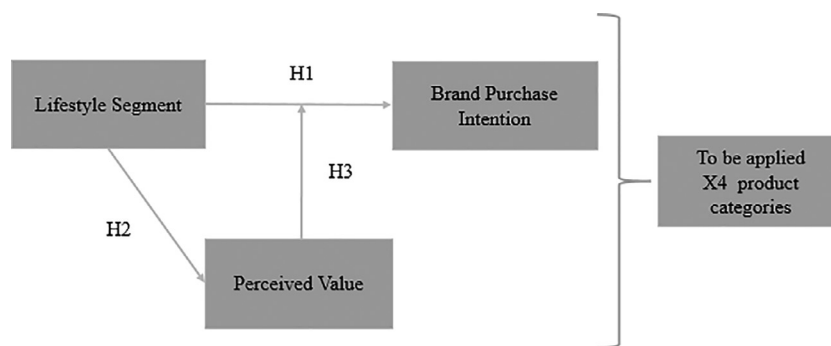 H1
Lifestyle Segment
Brand Purchase
Intention
H3
H2
Perceived Value
To be applied
X4 product
categories